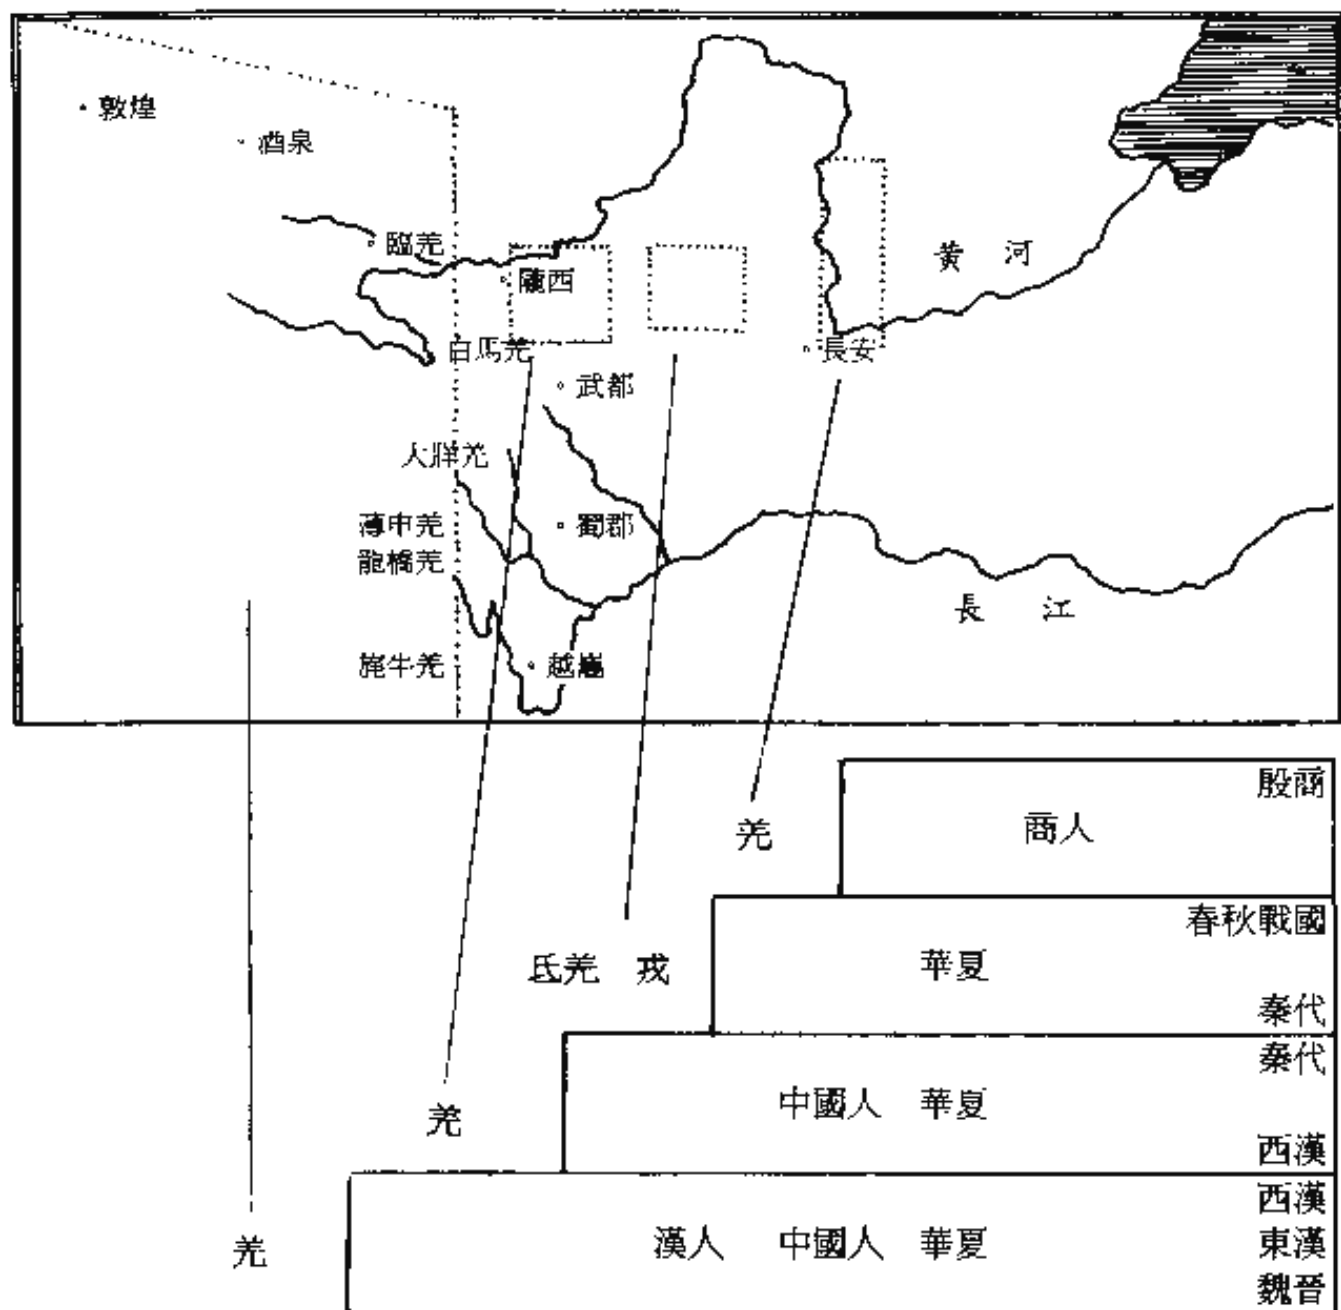 敦煌
酒泉
臨羌
隴西
黃 河
白馬羌
長安
武都
大牂羌
薄申羌
蜀郡
龍橋羌
長 江
旄牛羌
越巂
殷商
羌
商人
春秋戰國
氐羌 戎
華夏
秦代
秦代
羌
中國人 華夏
西漢
西漢
羌
漢人 中國人 華夏
東漢
魏晉